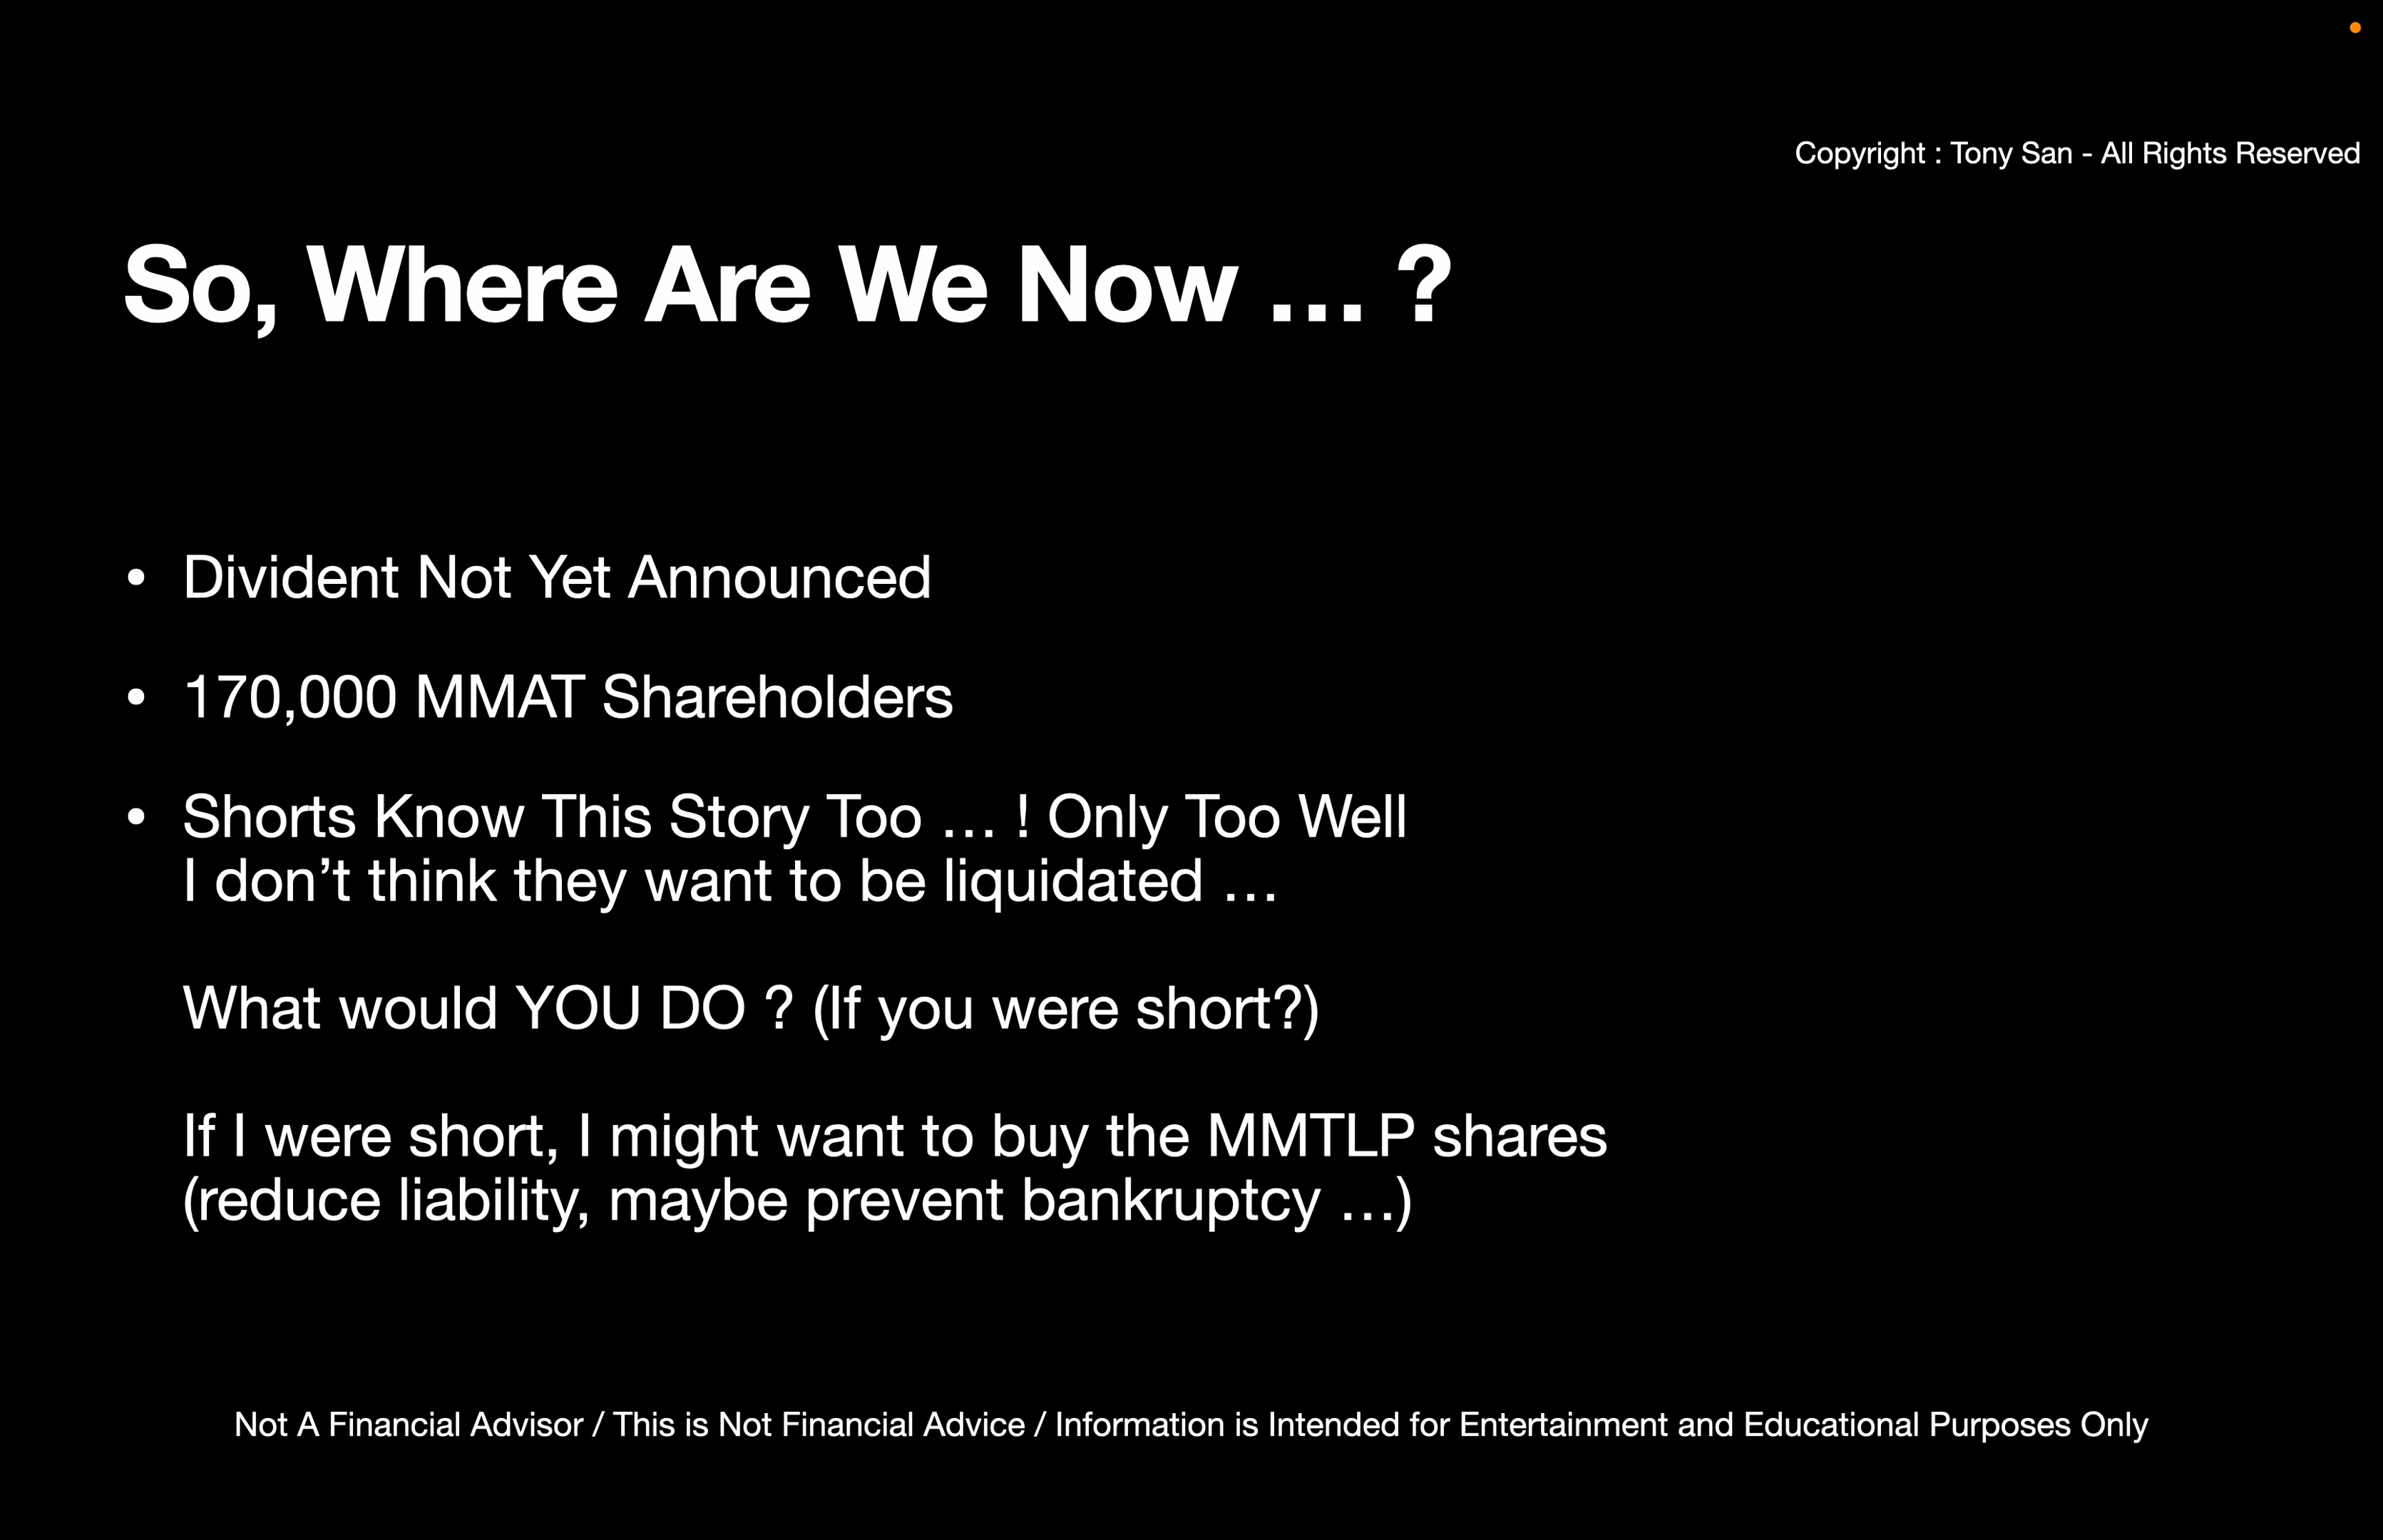 Copyright : Tony San - All Rights Reserved
So, Where Are We Now … ?
• Divident Not Yet Announced
• 170,000 MMAT Shareholders
• Shorts Know This Story Too … ! Only Too Well
I don’t think they want to be liquidated …
What would YOU DO ? (If you were short?)
If I were short, I might want to buy the MMTLP shares
(reduce liability, maybe prevent bankruptcy …)
Not A Financial Advisor / This is Not Financial Advice / Information is Intended for Entertainment and Educational Purposes Only